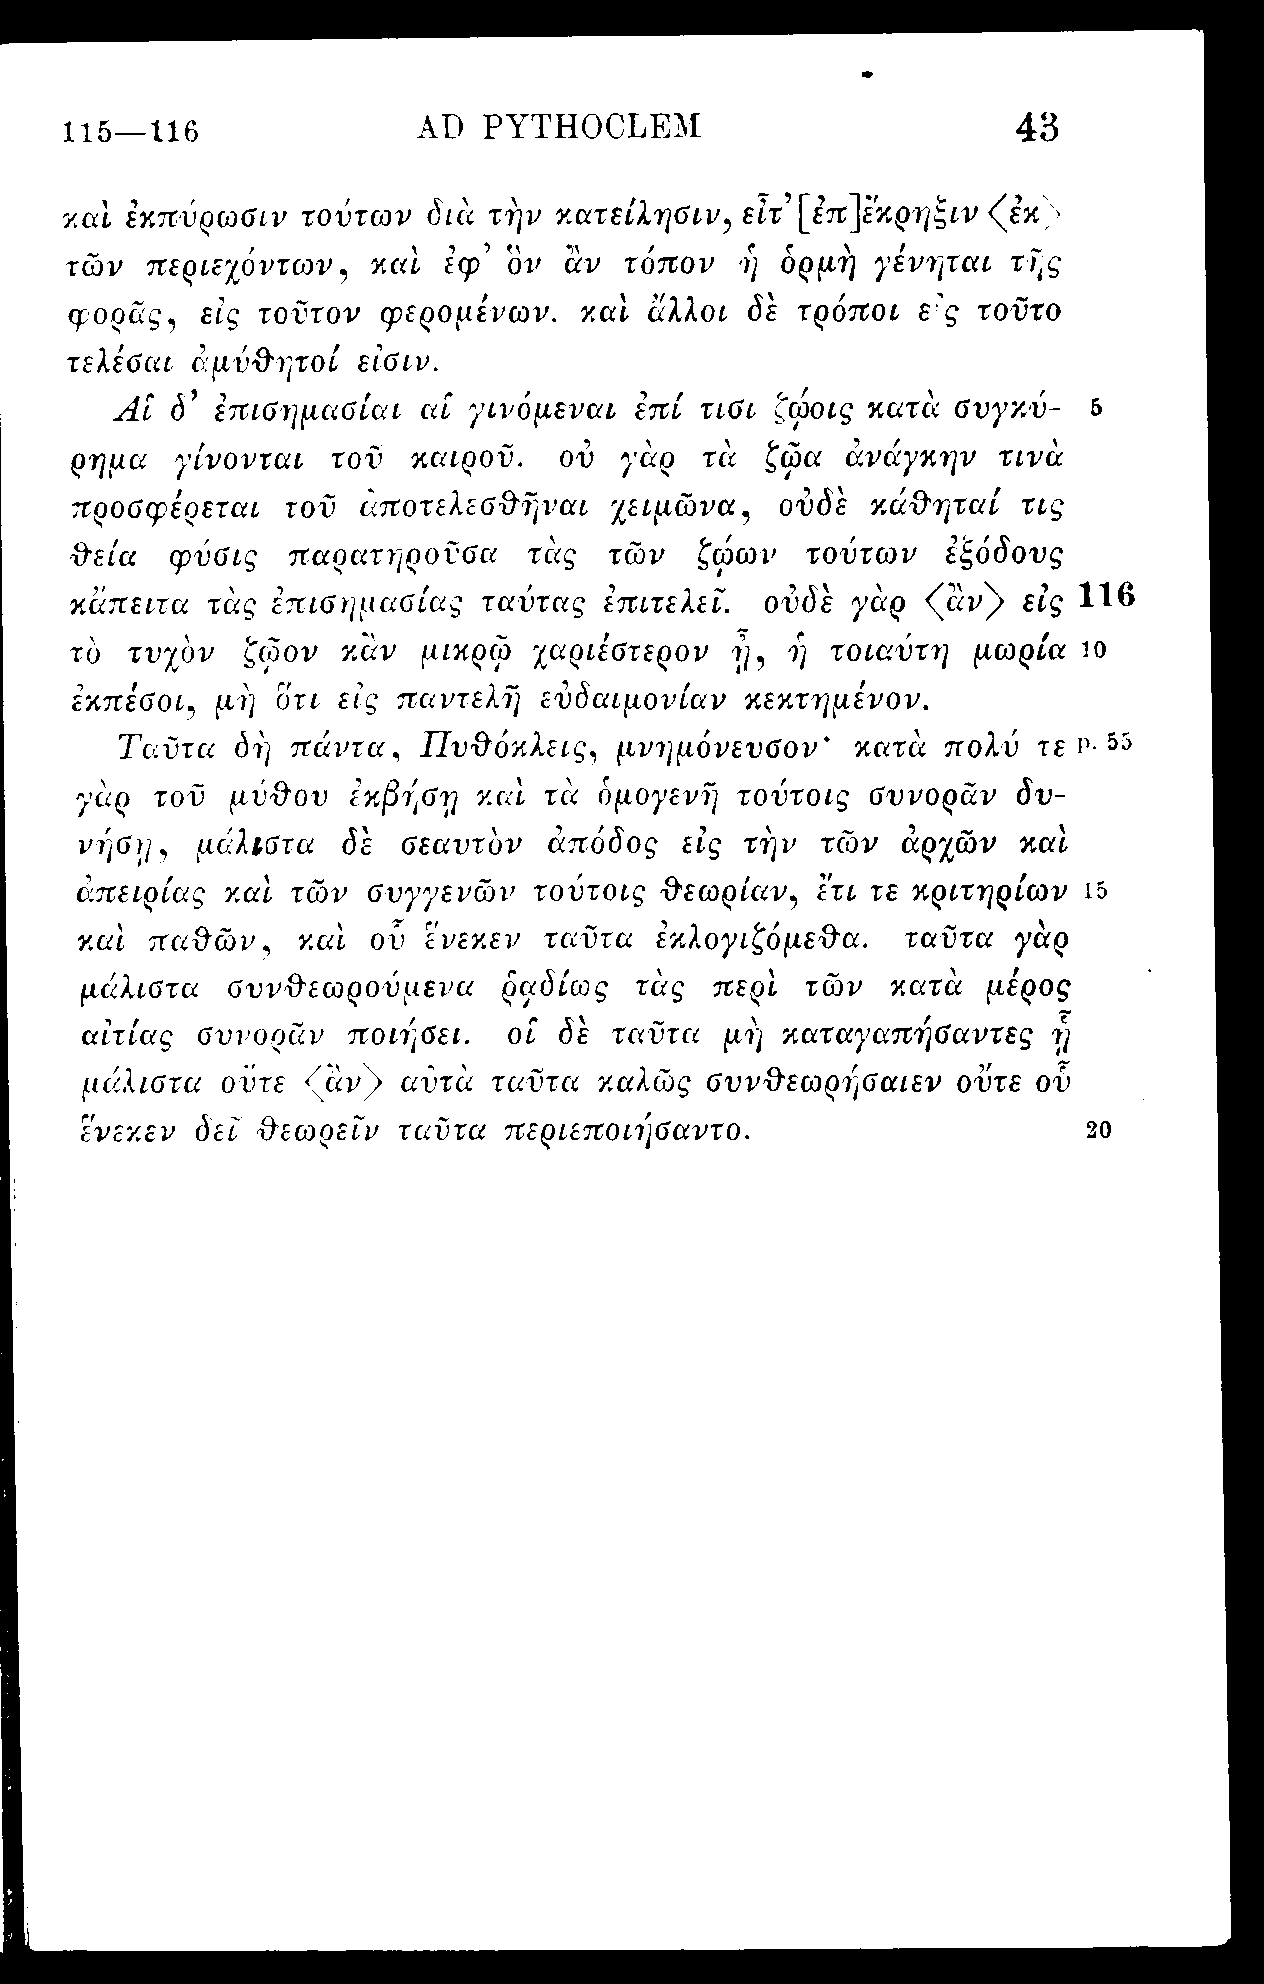 115—116 AD PYTHOCLEM 43
καὶ ἐκπύρωσιν τούτων διὰ τὴν κατείλησιν, εἶτ’ [ἐπ]έκρηξιν ⟨ἐκ⟩
τῶν περιεχόντων, καὶ ἐφ’ ὃν ἂν τόπον ἡ ὁρμὴ γένηται τῆς
φορᾶς, εἰς τοῦτον φερομένων. καὶ ἄλλοι δὲ τρόποι εἰς τοῦτο
τελέσαι ἀμύθητοί εἰσιν.
Αἱ δ’ ἐπισημασίαι αἱ γινόμεναι ἐπί τισι ζῴοις κατὰ συγκύ- 5
ρημα γίνονται τοῦ καιροῦ. οὐ γὰρ τὰ ζῷα ἀνάγκην τινὰ
προσφέρεται τοῦ ἀποτελεσθῆναι χειμῶνα, οὐδὲ κάθηταί τις
θεία φύσις παρατηροῦσα τὰς τῶν ζῴων τούτων ἐξόδους
κἄπειτα τὰς ἐπισημασίας ταύτας ἐπιτελεῖ. οὐδὲ γὰρ ⟨ἂν⟩ εἰς 116
τὸ τυχὸν ζῷον κἂν μικρῷ χαριέστερον ᾖ, ἡ τοιαύτη μωρία 10
ἐκπέσοι, μὴ ὅτι εἰς παντελῆ εὐδαιμονίαν κεκτημένον.
Ταῦτα δὴ πάντα, Πυθόκλεις, μνημόνευσον· κατὰ πολύ τε p. 55
γὰρ τοῦ μύθου ἐκβήσῃ καὶ τὰ ὁμογενῆ τούτοις συνορᾶν δυ-
νήσῃ, μάλιστα δὲ σεαυτὸν ἀπόδος εἰς τὴν τῶν ἀρχῶν καὶ
ἀπειρίας καὶ τῶν συγγενῶν τούτοις θεωρίαν, ἔτι τε κριτηρίων 15
καὶ παθῶν, καὶ οὗ ἕνεκεν ταῦτα ἐκλογιζόμεθα. ταῦτα γὰρ
μάλιστα συνθεωρούμενα ῥᾳδίως τὰς περὶ τῶν κατὰ μέρος
αἰτίας συνορᾶν ποιήσει. οἱ δὲ ταῦτα μὴ καταγαπήσαντες ᾗ
μάλιστα οὔτε ⟨ἂν⟩ αὐτὰ ταῦτα καλῶς συνθεωρήσαιεν οὔτε οὗ
ἕνεκεν δεῖ θεωρεῖν ταῦτα περιεποιήσαντο. 20